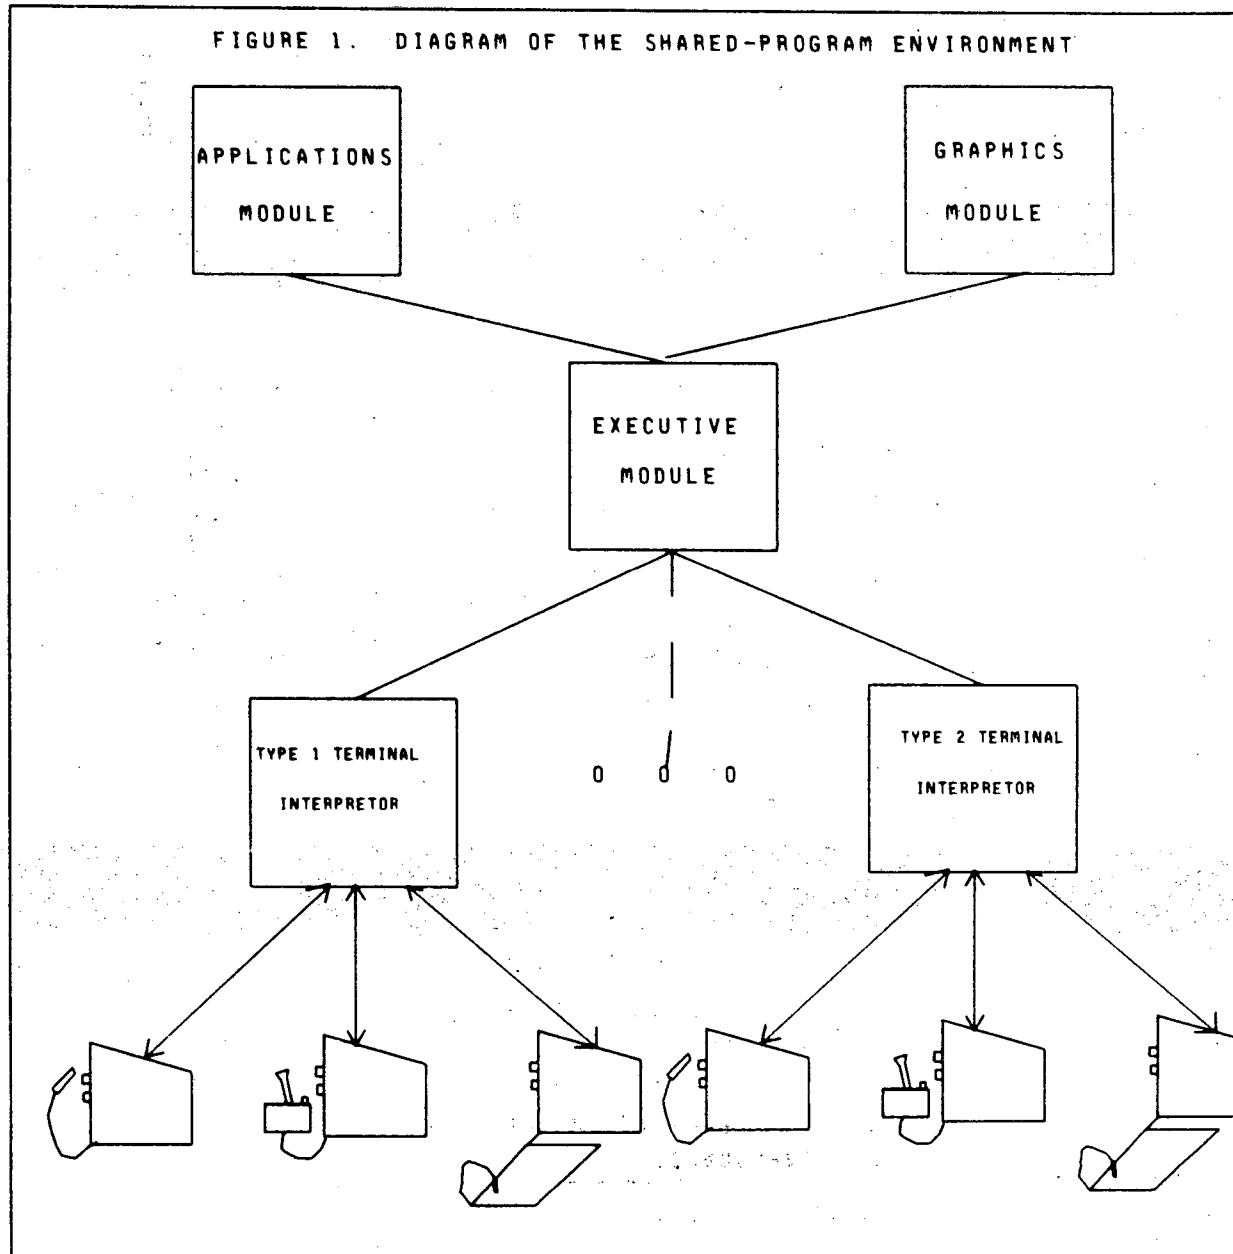 FIGURE 1. DIAGRAM OF THE SHARED-PROGRAM ENVIRONMENT
APPLICATIONS
MODULE
GRAPHICS
MODULE
EXECUTIVE
MODULE
TYPE 1 TERMINAL
INTERPRETOR
0 0 0
TYPE 2 TERMINAL
INTERPRETOR